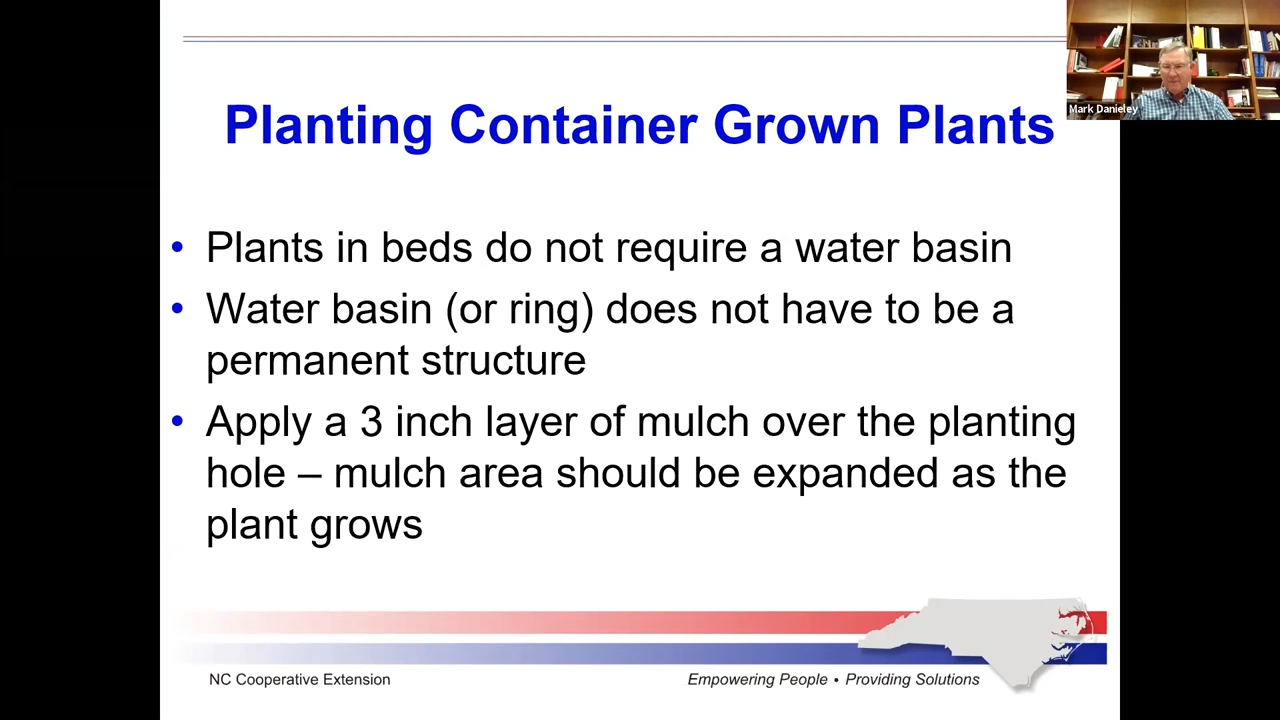 Planting Container Grown Plants
Mark Danieley
• Plants in beds do not require a water basin
• Water basin (or ring) does not have to be a
permanent structure
• Apply a 3 inch layer of mulch over the planting
hole – mulch area should be expanded as the
plant grows
NC Cooperative Extension
Empowering People • Providing Solutions